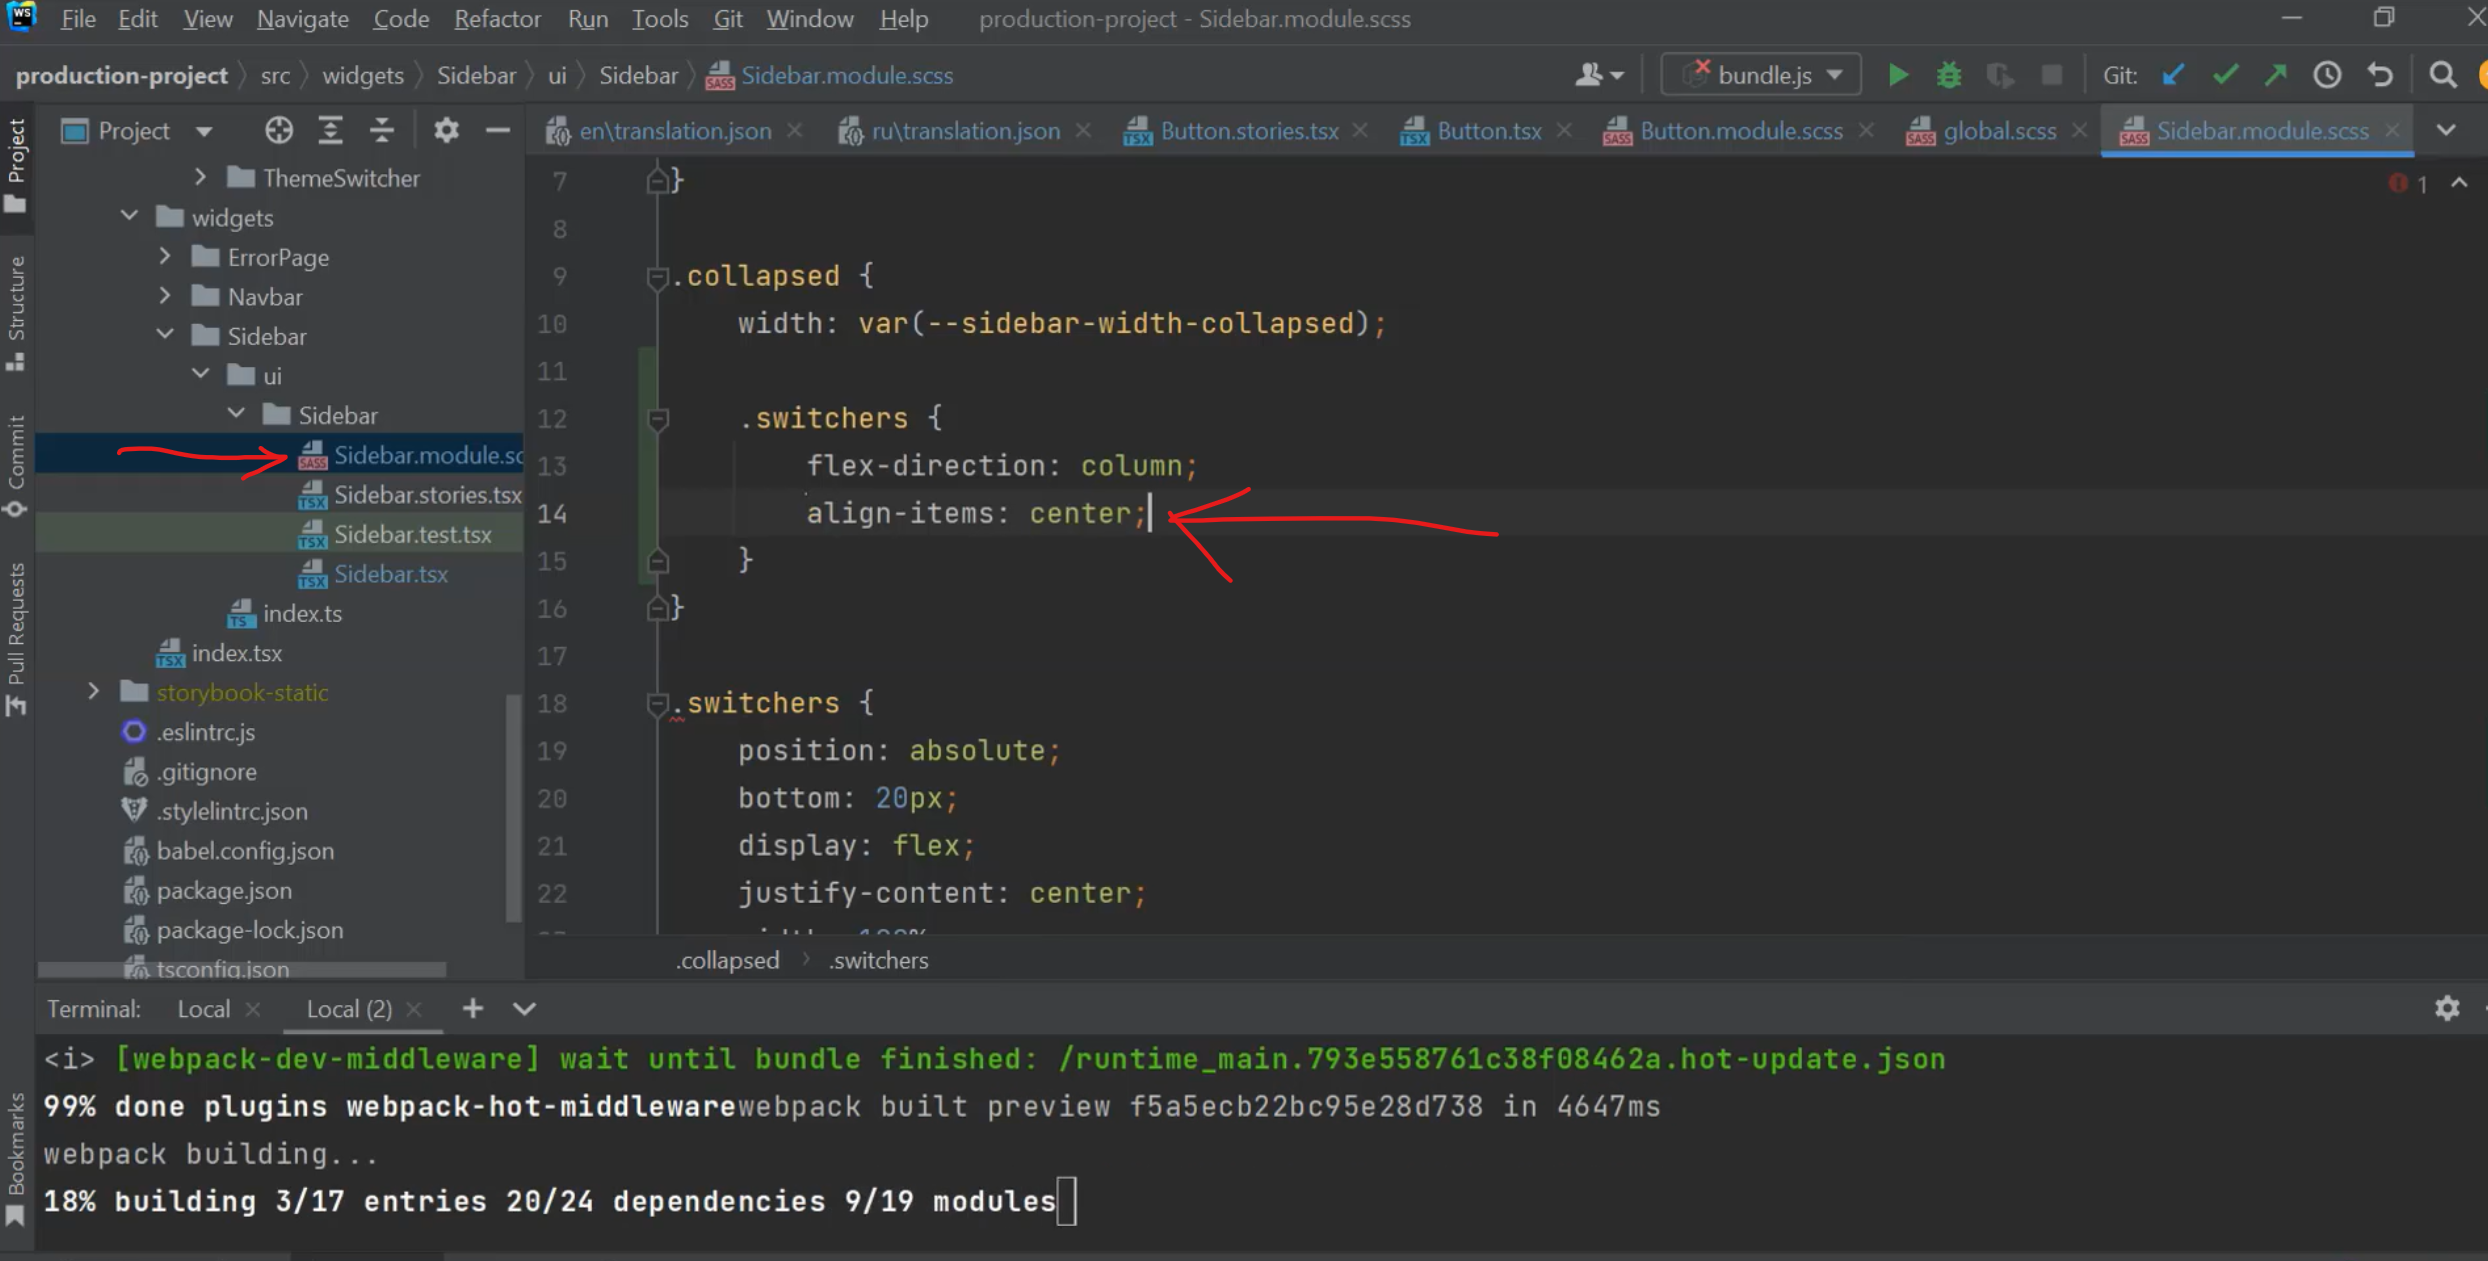 WS File Edit View Navigate Code Refactor Run Tools Git Window Help production-project - Sidebar.module.scss
production-project src widgets Sidebar ui Sidebar Sidebar.module.scss bundle.js Git:
Project en\translation.json ru\translation.json Button.stories.tsx Button.tsx Button.module.scss global.scss Sidebar.module.scss
Project
Structure
Commit
Pull Requests
Bookmarks
ThemeSwitcher
widgets
ErrorPage
Navbar
Sidebar
ui
Sidebar
Sidebar.module.sc
Sidebar.stories.tsx
Sidebar.test.tsx
Sidebar.tsx
index.ts
index.tsx
storybook-static
.eslintrc.js
.gitignore
.stylelintrc.json
babel.config.json
package.json
package-lock.json
tsconfig.json
1
7 }
8
9 .collapsed {
10 width: var(--sidebar-width-collapsed);
11
12 .switchers {
13 flex-direction: column;
14 align-items: center;
15 }
16 }
17
18 .switchers {
19 position: absolute;
20 bottom: 20px;
21 display: flex;
22 justify-content: center;
.collapsed .switchers
Terminal: Local Local (2)
<i> [webpack-dev-middleware] wait until bundle finished: /runtime_main.793e558761c38f08462a.hot-update.json
99% done plugins webpack-hot-middlewarewebpack built preview f5a5ecb22bc95e28d738 in 4647ms
webpack building...
18% building 3/17 entries 20/24 dependencies 9/19 modules